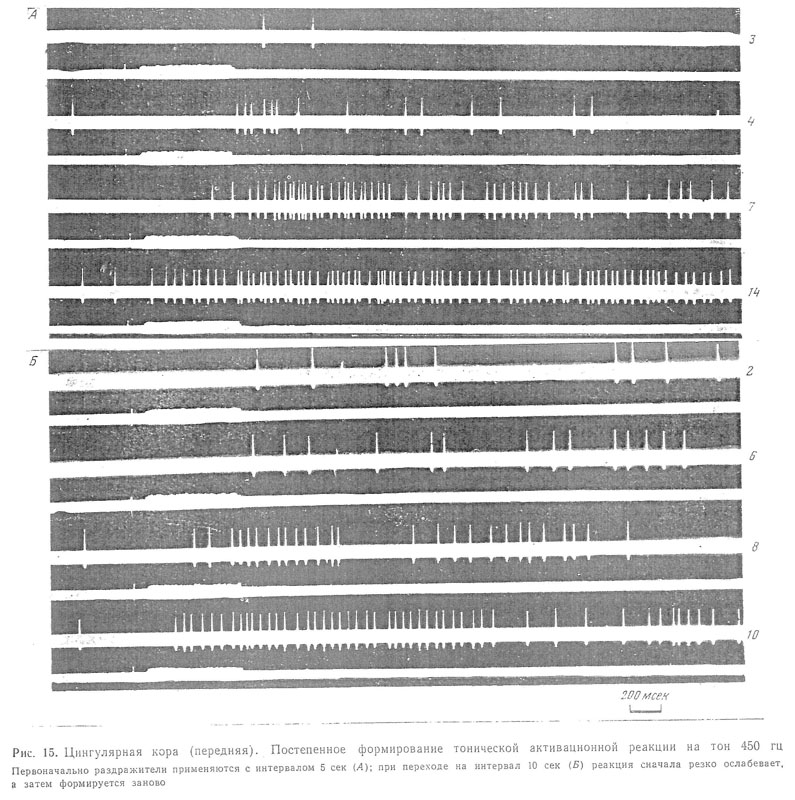 А
3
4
7
14
Б
2
6
8
10
200 мсек
Рис. 15. Цингулярная кора (передняя). Постепенное формирование тонической активационной реакции на тон 450 гц
Первоначально раздражители применяются с интервалом 5 сек (А); при переходе на интервал 10 сек (Б) реакция сначала резко ослабевает,
а затем формируется заново